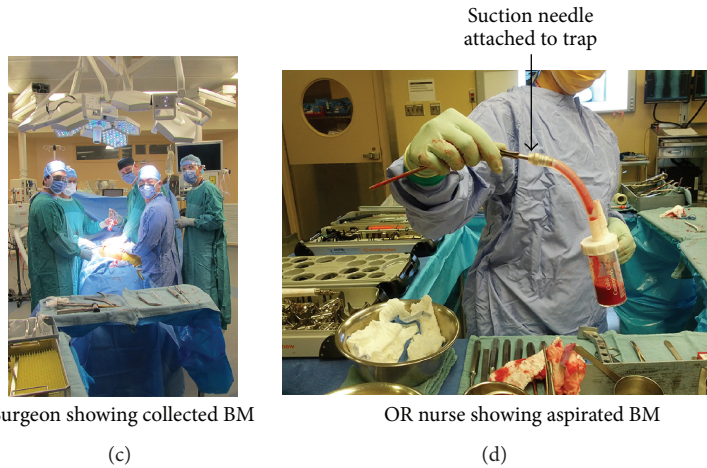 Suction needle
attached to trap
urgeon showing collected BM
OR nurse showing aspirated BM
(c)
(d)